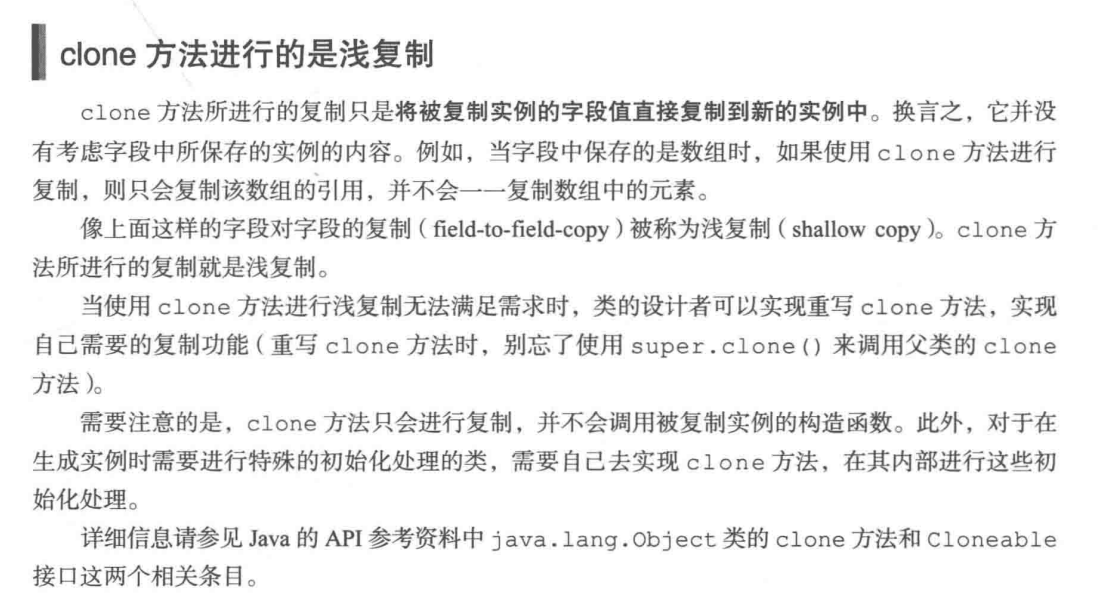 clone 方法进行的是浅复制
clone 方法所进行的复制只是将被复制实例的字段值直接复制到新的实例中。换言之，它并没
有考虑字段中所保存的实例的内容。例如，当字段中保存的是数组时，如果使用 clone 方法进行
复制，则只会复制该数组的引用，并不会一一复制数组中的元素。
像上面这样的字段对字段的复制（field-to-field-copy）被称为浅复制（shallow copy）。clone 方
法所进行的复制就是浅复制。
当使用 clone 方法进行浅复制无法满足需求时，类的设计者可以实现重写 clone 方法，实现
自己需要的复制功能（重写 clone 方法时，别忘了使用 super.clone() 来调用父类的 clone
方法）。
需要注意的是，clone 方法只会进行复制，并不会调用被复制实例的构造函数。此外，对于在
生成实例时需要进行特殊的初始化处理的类，需要自己去实现 clone 方法，在其内部进行这些初
始化处理。
详细信息请参见 Java 的 API 参考资料中 java.lang.Object 类的 clone 方法和 Cloneable
接口这两个相关条目。